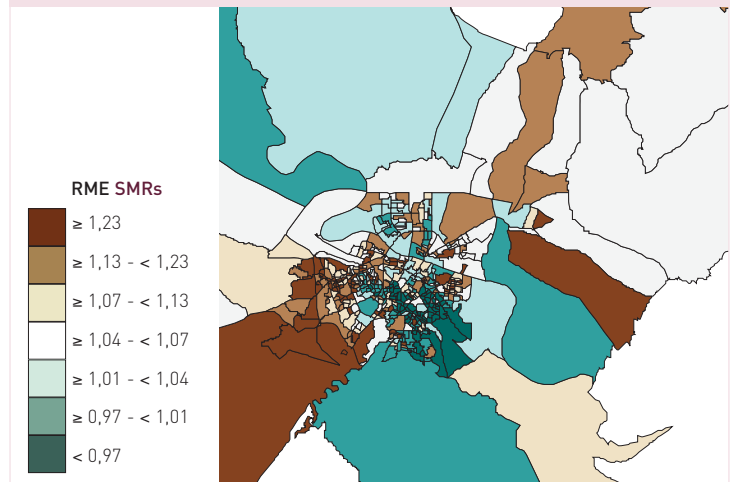 RME SMRs
≥ 1,23
≥ 1,13 - < 1,23
≥ 1,07 - < 1,13
≥ 1,04 - < 1,07
≥ 1,01 - < 1,04
≥ 0,97 - < 1,01
< 0,97